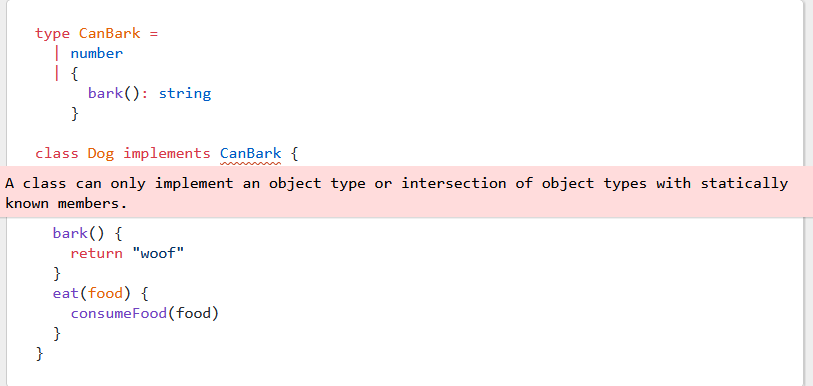 type CanBark =
| number
| {
bark(): string
}
class Dog implements CanBark {
A class can only implement an object type or intersection of object types with statically
known members.
bark() {
return "woof"
}
eat(food) {
consumeFood(food)
}
}